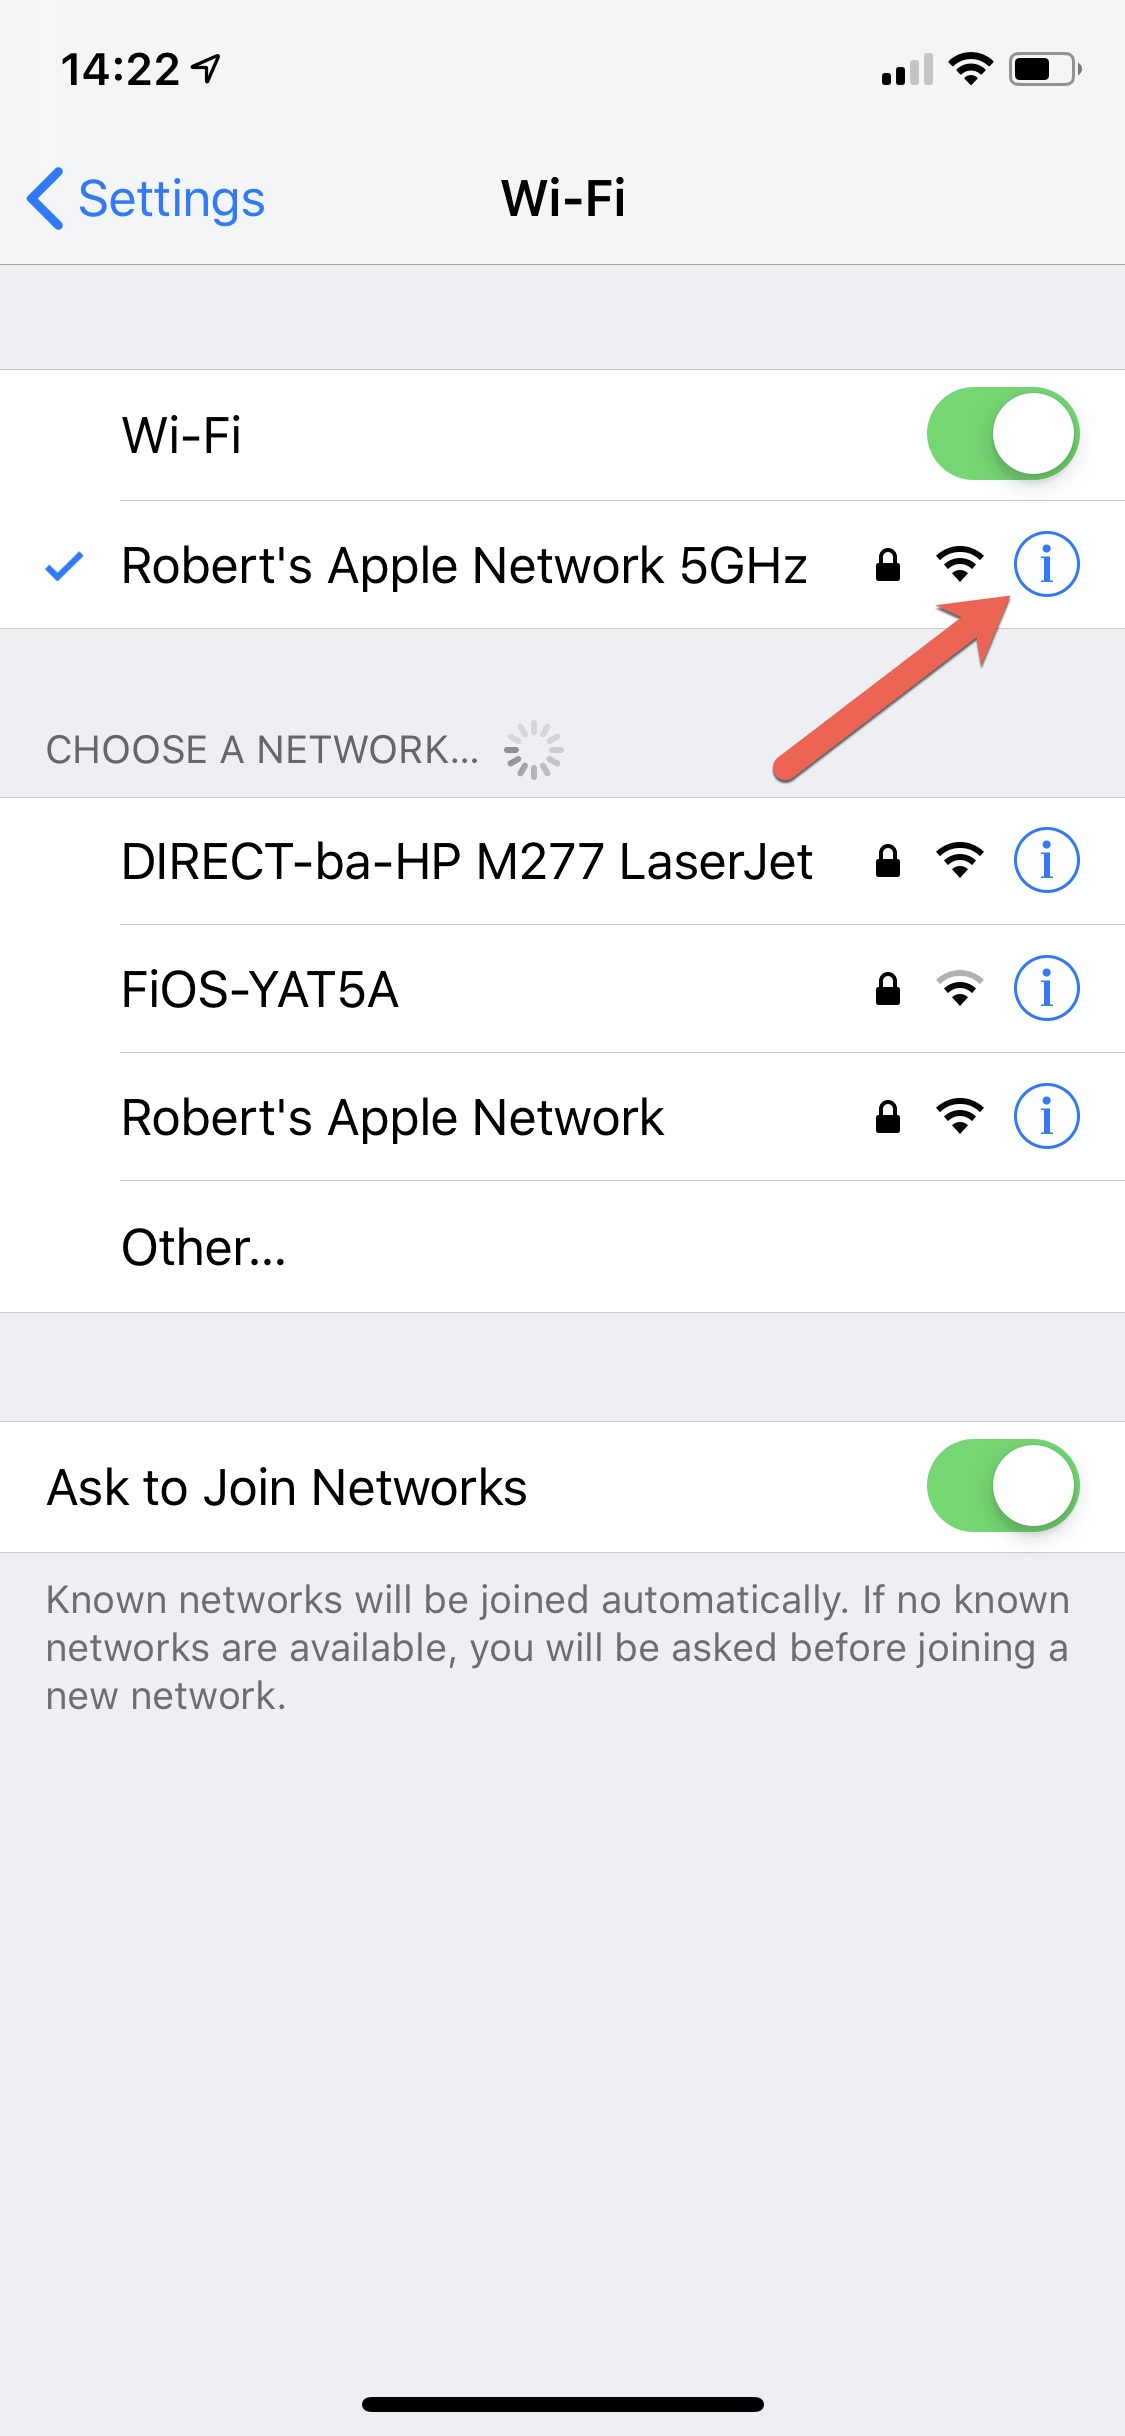 14:22
Settings
Wi-Fi
Wi-Fi
Robert's Apple Network 5GHz
CHOOSE A NETWORK...
DIRECT-ba-HP M277 LaserJet
FiOS-YAT5A
Robert's Apple Network
Other...
Ask to Join Networks
Known networks will be joined automatically. If no known
networks are available, you will be asked before joining a
new network.